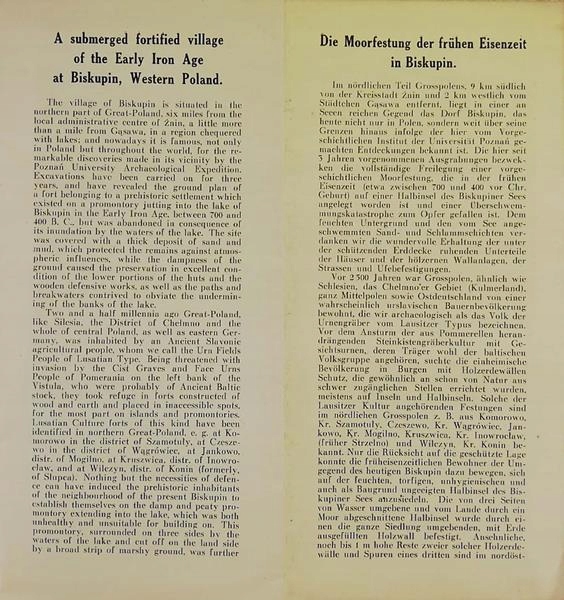 A submerged fortified village
of the Early Iron Age
at Biskupin, Western Poland.
The village of Biskupin is situated in the
northern part of Great-Poland, six miles from the
local administrative centre of Żnin, a little more
than a mile from Gąsawa, in a region chequered
with lakes; and nowadays it is famous, not only
in Poland but throughout the world, for the re-
markable discoveries made in its vicinity by the
Poznań University Archaeological Expedition.
Excavations have been carried on for three
years, and have revealed the ground plan of
a fort belonging to a prehistoric settlement which
existed on a promontory jutting into the lake of
Biskupin in the Early Iron Age, between 700 and
400 B. C., but was abandoned in consequence of
its inundation by the waters of the lake. The site
was covered with a thick deposit of sand and
mud, which protected the remains against atmos-
pheric influences, while the dampness of the
ground caused the preservation in excellent con-
dition of the lower portions of the huts and the
wooden defensive works, as well as the paths and
breakwaters contrived to obviate the undermin-
ing of the banks of the lake.
Two and a half millennia ago Great-Poland,
like Silesia, the District of Chełmno and the
whole of central Poland, as well as eastern Ger-
many, was inhabited by an Ancient Slavonic
agricultural people, whom we call the Urn Fields
People of Lusatian Type. Being threatened with
invasion by the Cist Graves and Face Urns
People of Pomerania on the left bank of the
Vistula, who were probably of Ancient Baltic
stock, they took refuge in forts constructed of
wood and earth and placed in inaccessible spots,
for the most part on islands and promontories.
Lusatian Culture forts of this kind have been
identified in northern Great-Poland, e. g. at Ko-
morowo in the district of Szamotuły, at Czesze-
wo in the district of Wągrówiec, at Jankowo,
distr. of Mogilno, at Kruszwica, distr. of Inowro-
cław, and at Wilczyn, distr. of Konin (formerly,
of Słupca). Nothing but the necessities of defen-
ce can have induced the prehistoric inhabitants
of the neighbourhood of the present Biskupin to
establish themselves on the damp and peaty pro-
montory extending into the lake, which was both
unhealthy and unsuitable for building on. This
promontory, surrounded on three sides by the
waters of the lake and cut off on the land side
by a broad strip of marshy ground, was further
Die Moorfestung der frühen Eisenzeit
in Biskupin.
Im nördlichen Teil Grosspolens, 9 km südlich
von der Kreisstadt Żnin und 2 km westlich vom
Städtchen Gąsawa entfernt, liegt in einer an
Seeen reichen Gegend das Dorf Biskupin, das
heute nicht nur in Polen, sondern weit über seine
Grenzen hinaus infolge der hier vom Vorge-
schichtlichen Institut der Universität Poznań ge-
machten Entdeckungen bekannt ist. Die hier seit
3 Jahren vorgenommenen Ausgrabungen bezwek-
ken die vollständige Freilegung einer vorge-
schichtlichen Moorfestung, die in der frühen
Eisenzeit (etwa zwischen 700 und 400 vor Chr.
Geburt) auf einer Halbinsel des Biskupiner Sees
angelegt worden ist und einer Überschwem-
mungskatastrophe zum Opfer gefallen ist. Dem
feuchten Untergrund und den vom See ange-
schwemmten Sand- und Schlammschichten ver-
danken wir die wundervolle Erhaltung der unter
der schützenden Erddecke ruhenden Unterteile
der Häuser und der hölzernen Wallanlagen, der
Strassen und Ufebefestigungen.
Vor 2 500 Jahren war Grosspolen, ähnlich wie
Schlesien, das Chełmno'er Gebiet (Kulmerland),
ganz Mittelpolen sowie Ostdeutschland von einer
wahrscheinlich urslavischen Bauernbevölkerung
bewohnt, die wir archaeologisch als das Volk der
Urnengräber vom Lausitzer Typus bezeichnen.
Vor dem Ansturm der aus Pommerellen heran-
drängenden Steinkistengräberkultur mit Ge-
sichtsurnen, deren Träger wohl der baltischen
Volksgruppe angehören, suchte die einheimische
Bevölkerung in Burgen mit Holzerdewällen
Schutz, die gewöhnlich an schon von Natur aus
schwer zugänglichen Stellen errichtet wurden,
meistens auf Inseln und Halbinseln. Solche der
Lausitzer Kultur angehörenden Festungen sind
im nördlichen Grosspolen z. B. aus Komorowo,
Kr. Szamotuły, Czeszewo, Kr. Wągrówiec, Jan-
kowo, Kr. Mogilno, Kruszwica, Kr. Inowrocław,
(früher Strzelno) und Wilczyn, Kr. Konin be-
kannt. Nur die Rücksicht auf die geschützte Lage
konnte die früheisenzeitlichen Bewohner der Um-
gegend des heutigen Biskupin dazu bewegen, sich
auf der feuchten, torfigen, unhygienischen und
auch als Baugrund ungeeigten Halbinsel des Bis-
kupiner Sees anzusiedeln. Die von drei Seiten
von Wasser umgebene und vom Lande durch ein
Moor abgeschnittene Halbinsel wurde durch ei-
nen die ganze Siedlung umgebenden, mit Erde
ausgefüllten Holzwall befestigt. Ansehnliche,
noch bis 1 m hohe Reste zweier solcher Holzerde-
wälle und Spuren eines dritten sind im nordöst-